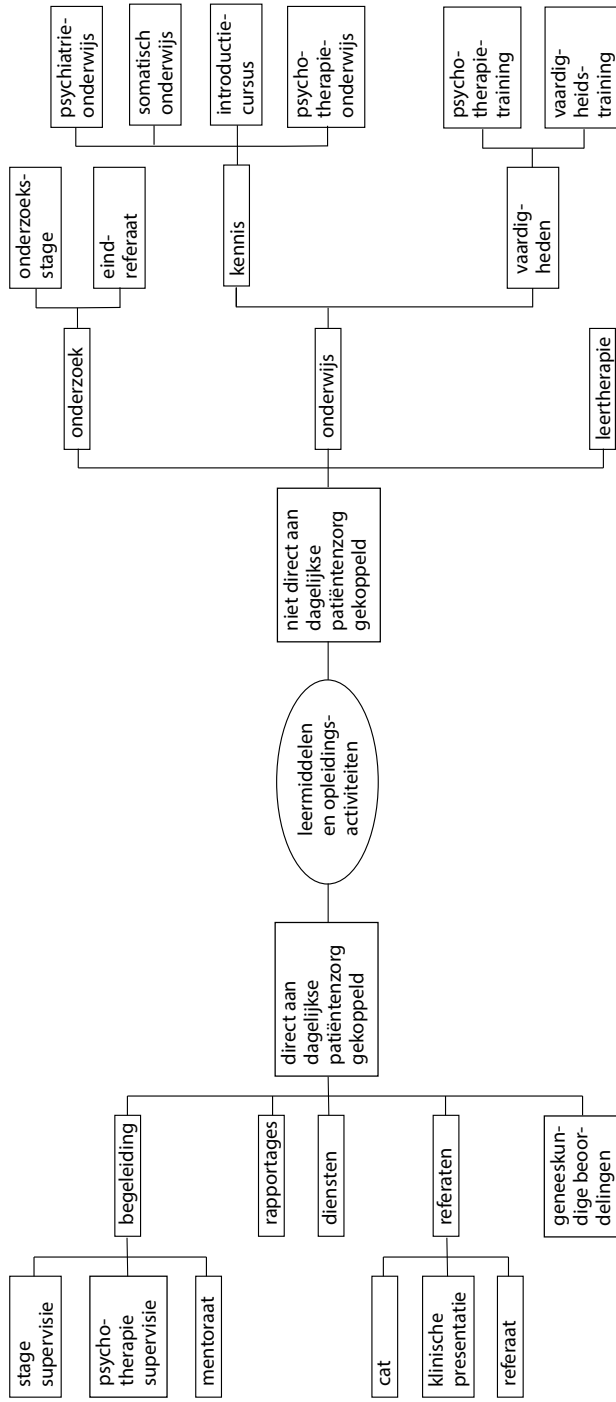 stage
supervisie
psycho-
therapie
supervisie
mentoraat
begeleiding
rapportages
diensten
cat
klinische
presentatie
referaat
referaten
geneeskun-
dige beoor-
delingen
direct aan
dagelijkse
patiëntenzorg
gekoppeld
leermiddelen
en opleidings-
activiteiten
niet direct aan
dagelijkse
patiëntenzorg
gekoppeld
onderzoek
onderzoeks-
stage
eind-
referaat
onderwijs
kennis
psychiatrie-
onderwijs
somatisch
onderwijs
introductie-
cursus
psycho-
therapie-
onderwijs
vaardig-
heden
psycho-
therapie-
training
vaardig-
heids-
training
leertherapie